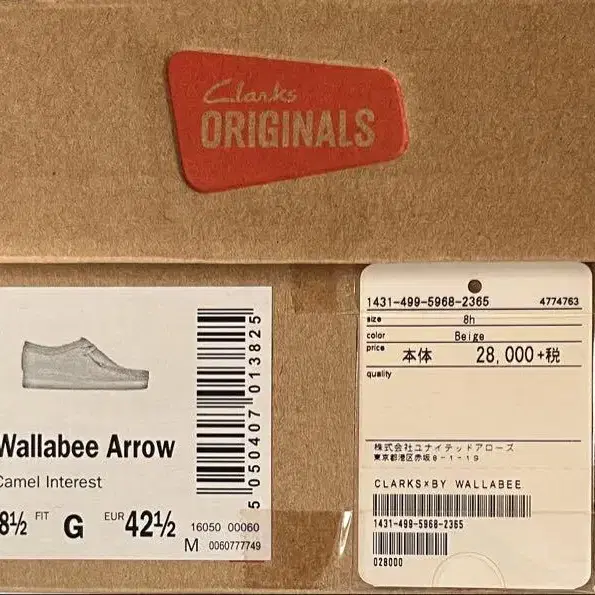 Clarks
ORIGINALS
Wallabee Arrow
Camel Interest
8½ FIT G EUR 42½
5 050407 013825
16050 00060
M 0060777749
1431-499-5968-2365 4774763
size 8h
color Beige
price 本体 28,000+税
quality
株式会社ユナイテッドアローズ
東京都港区赤坂8-1-19
CLARKS×BY WALLABEE
1431-499-5968-2365
028000